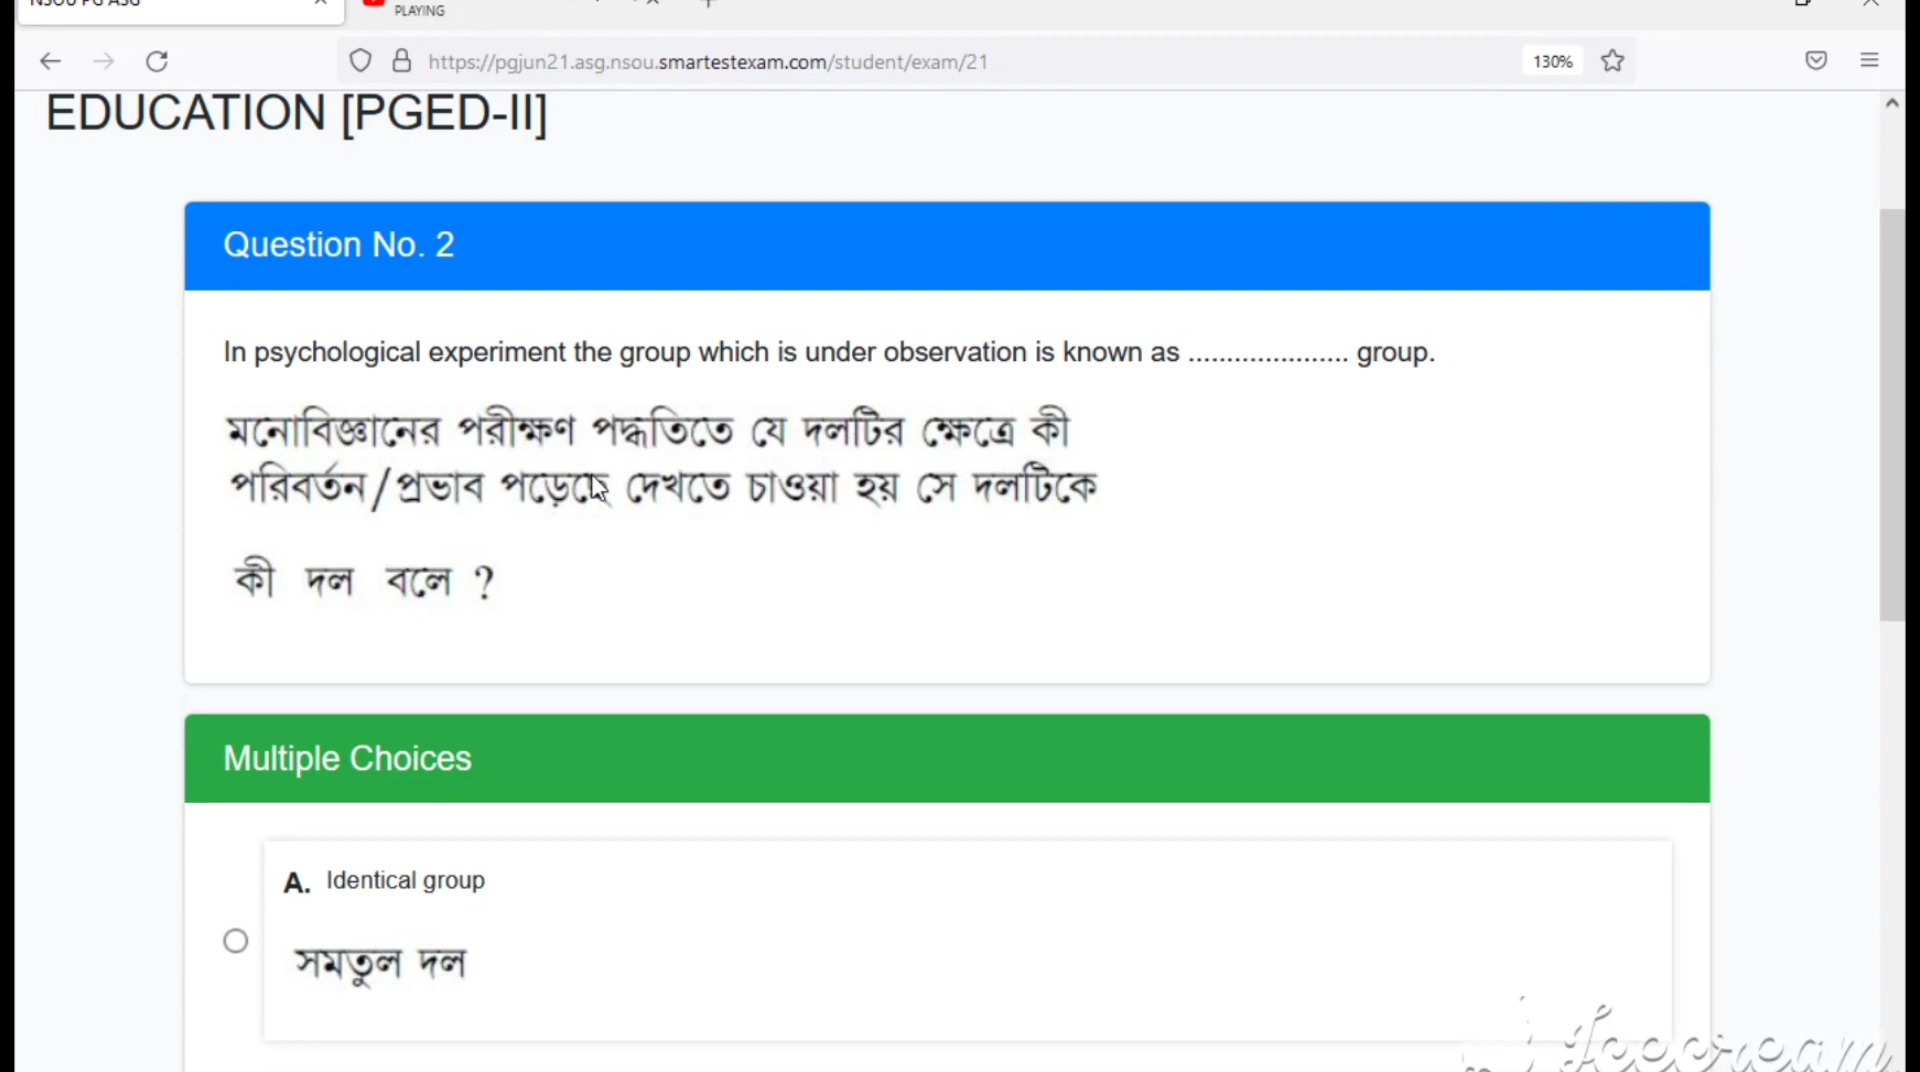 PLAYING
https://pgjun21.asg.nsou.smartestexam.com/student/exam/21
130%
EDUCATION [PGED-II]
Question No. 2
In psychological experiment the group which is under observation is known as ..................... group.
মনোবিজ্ঞানের পরীক্ষণ পদ্ধতিতে যে দলটির ক্ষেত্রে কী
পরিবর্তন/প্রভাব পড়েছে দেখতে চাওয়া হয় সে দলটিকে
কী দল বলে ?
Multiple Choices
A. Identical group
সমতুল দল
Icecream